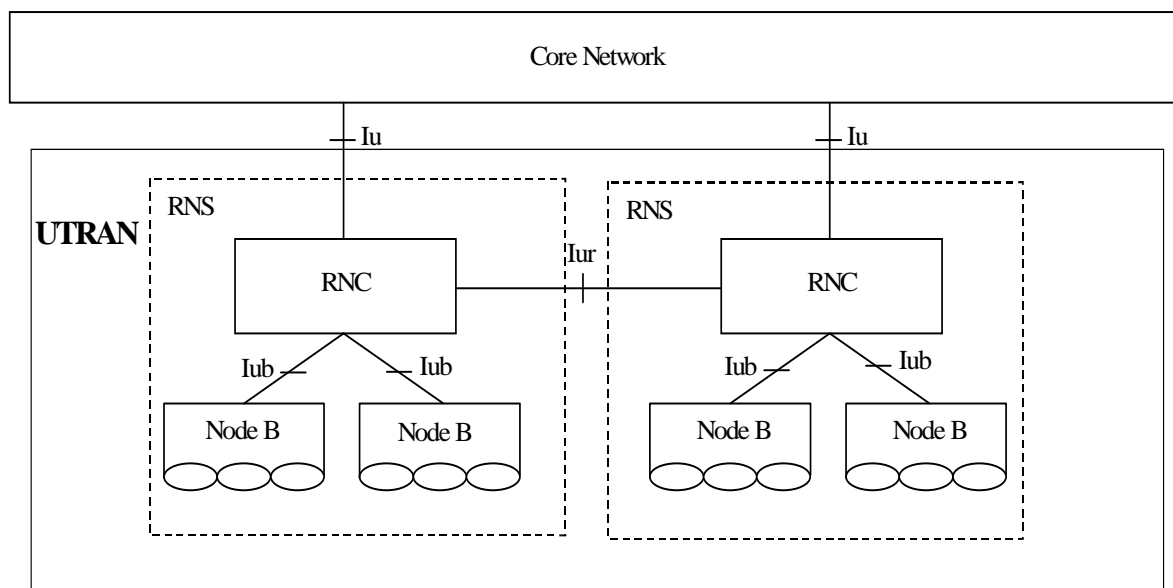 Core Network
Iu
Iu
RNS
RNS
UTRAN
Iur
RNC
RNC
Iub
Iub
Iub
Iub
Node B
Node B
Node B
Node B